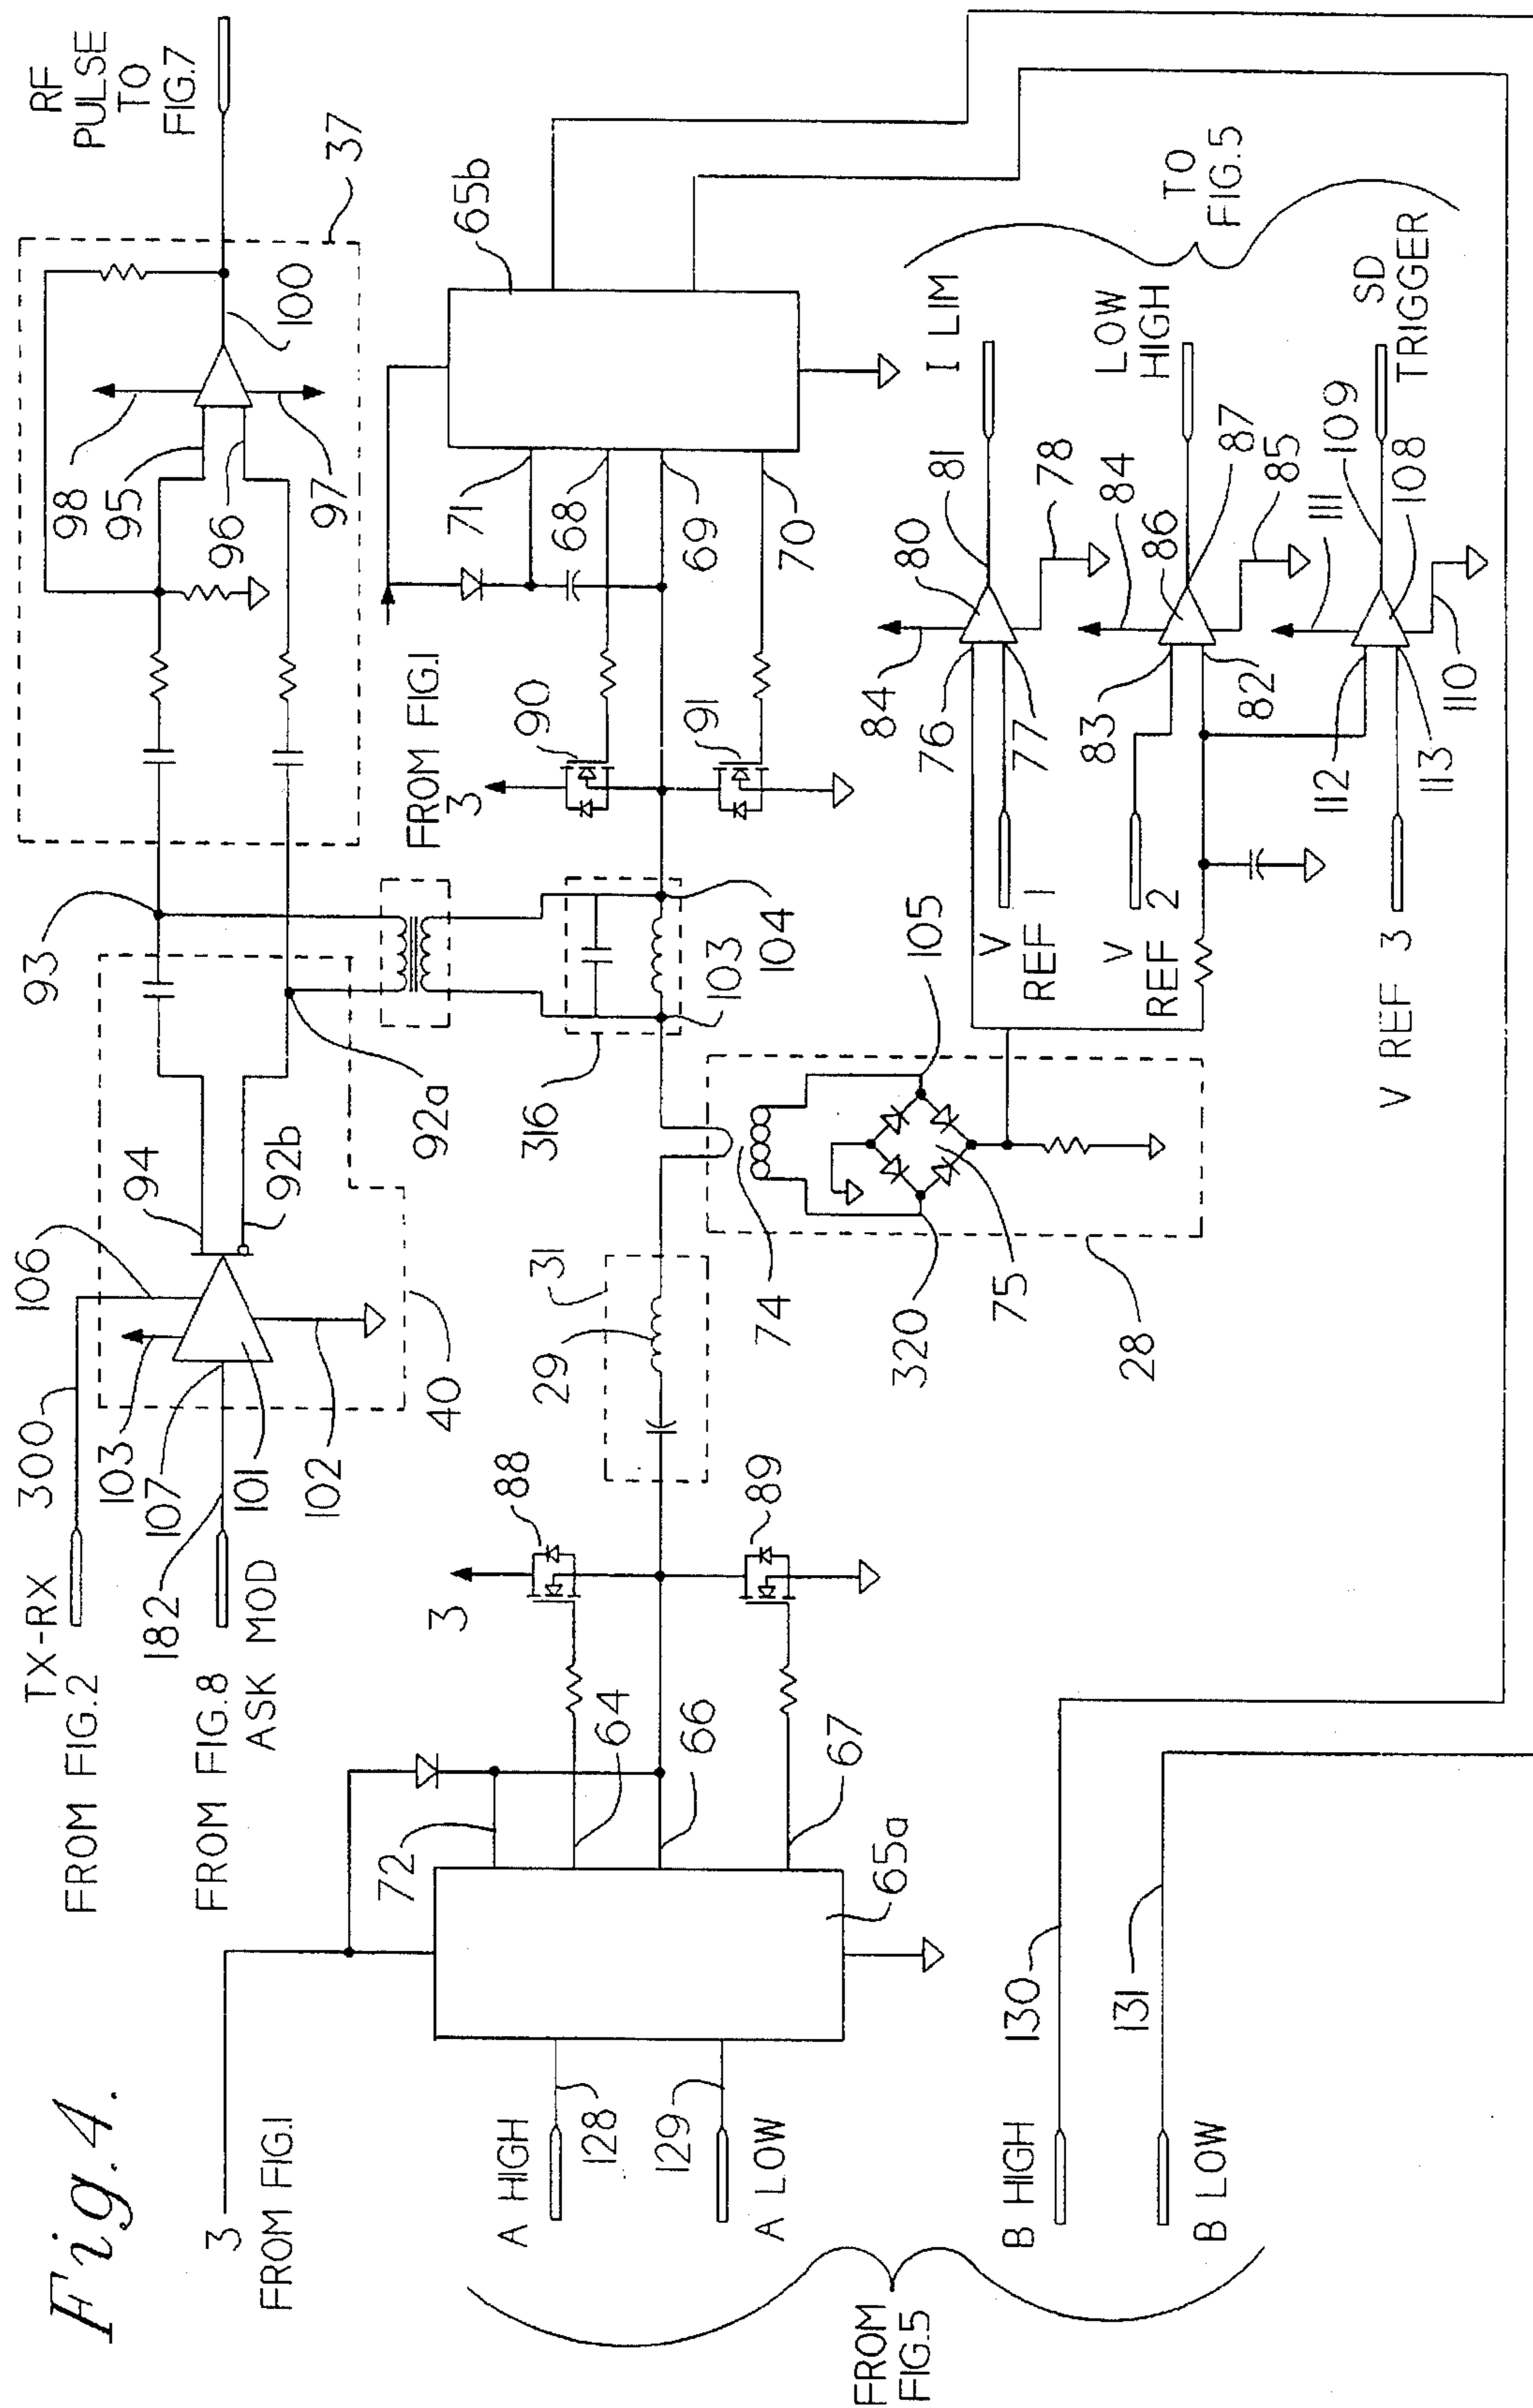 Fig.4.
RF
PULSE
TO
FIG.7
37
98
95
96
97
100
93
94
92b
92a
106
40
TX-RX
300
FROM FIG.2
103
107
101
102
182
FROM FIG.8
ASK MOD
3
FROM FIG.1
FROM FIG.1
3
65b
71
68
69
70
90
91
316
103
104
105
31
29
74
320
75
28
88
89
3
64
66
67
72
65a
A HIGH
128
129
A LOW
B HIGH
130
131
B LOW
FROM
FIG.5
I LIM
80
81
84
76
77
78
V
REF 1
LOW
HIGH
84
86
87
83
82
85
V
REF 2
SD
TRIGGER
111
109
108
112
113
110
V REF 3
TO
FIG.5